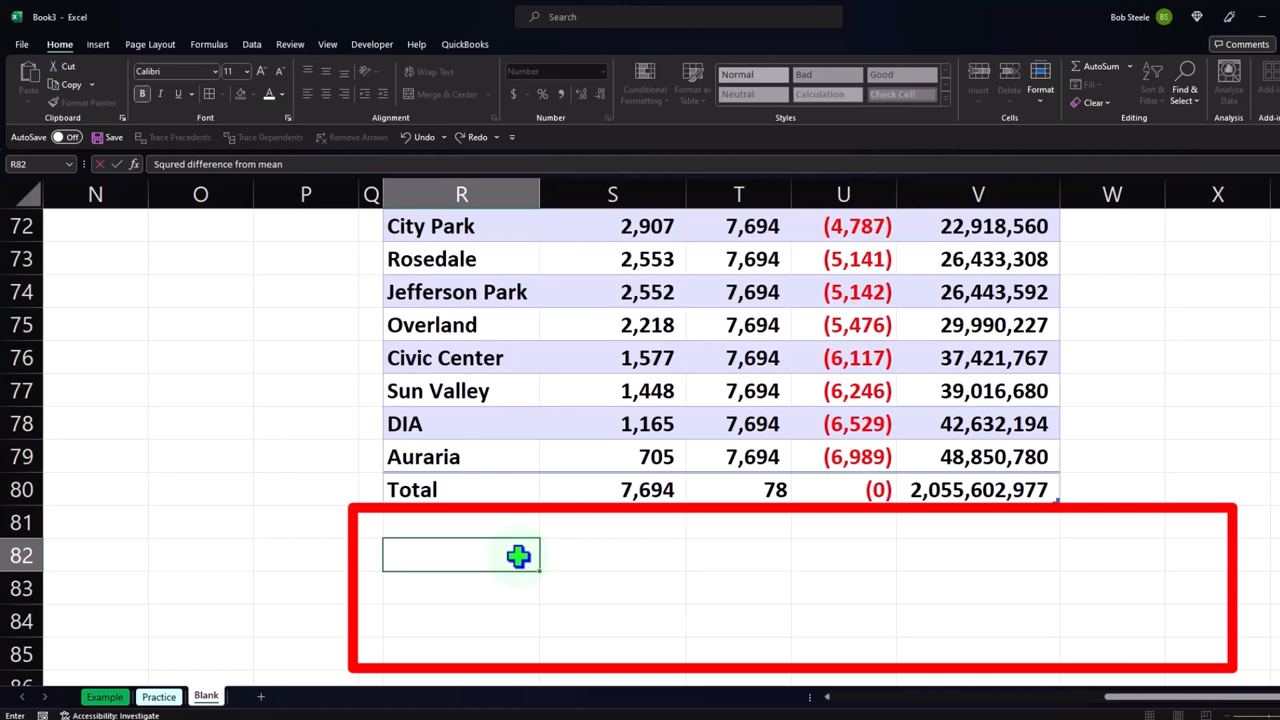 Book3 - Excel
Search
Bob Steele BS
File Home Insert Page Layout Formulas Data Review View Developer Help QuickBooks Comments
Cut
Copy
Format Painter
Paste
Calibri 11
B I U
Wrap Text
Merge & Center
Number
$ %
Conditional Formatting
Format as Table
Normal Bad Good
Neutral Calculation Check Cell
Insert Delete Format
AutoSum
Fill
Clear
Sort & Filter
Find & Select
Analyze Data
Add-in
Clipboard Font Alignment Number Styles Cells Editing Analysis Add-in
AutoSave Off Save Trace Precedents Trace Dependents Remove Arrows Undo Redo
R82 fx Squred difference from mean
N O P Q R S T U V W X
72 City Park 2,907 7,694 (4,787) 22,918,560
73 Rosedale 2,553 7,694 (5,141) 26,433,308
74 Jefferson Park 2,552 7,694 (5,142) 26,443,592
75 Overland 2,218 7,694 (5,476) 29,990,227
76 Civic Center 1,577 7,694 (6,117) 37,421,767
77 Sun Valley 1,448 7,694 (6,246) 39,016,680
78 DIA 1,165 7,694 (6,529) 42,632,194
79 Auraria 705 7,694 (6,989) 48,850,780
80 Total 7,694 78 (0) 2,055,602,977
81
82
83
84
85
86
Example Practice Blank
Enter Accessibility: Investigate